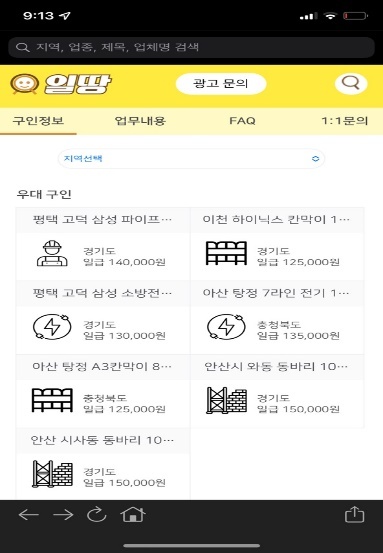 9:13
지역, 업종, 제목, 업체명 검색
일땅
광고 문의
구인정보 업무내용 FAQ 1:1문의
지역선택
우대 구인
평택 고덕 삼성 파이프…
경기도
일급 140,000원
이천 하이닉스 칸막이 1…
경기도
일급 125,000원
평택 고덕 삼성 소방전…
경기도
일급 130,000원
아산 탕정 7라인 전기 1…
충청북도
일급 135,000원
아산 탕정 A3칸막이 8…
충청북도
일급 125,000원
안산시 와동 동바리 10…
경기도
일급 150,000원
안산 시사동 동바리 10…
경기도
일급 150,000원